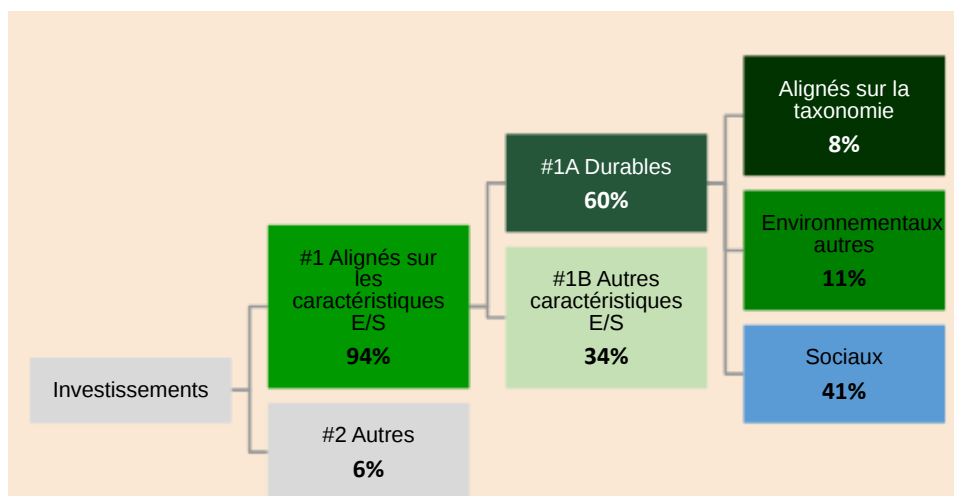 Investissements
#1 Alignés sur
les
caractéristiques
E/S
94%
#2 Autres
6%
#1A Durables
60%
#1B Autres
caractéristiques
E/S
34%
Alignés sur la
taxonomie
8%
Environnementaux
autres
11%
Sociaux
41%